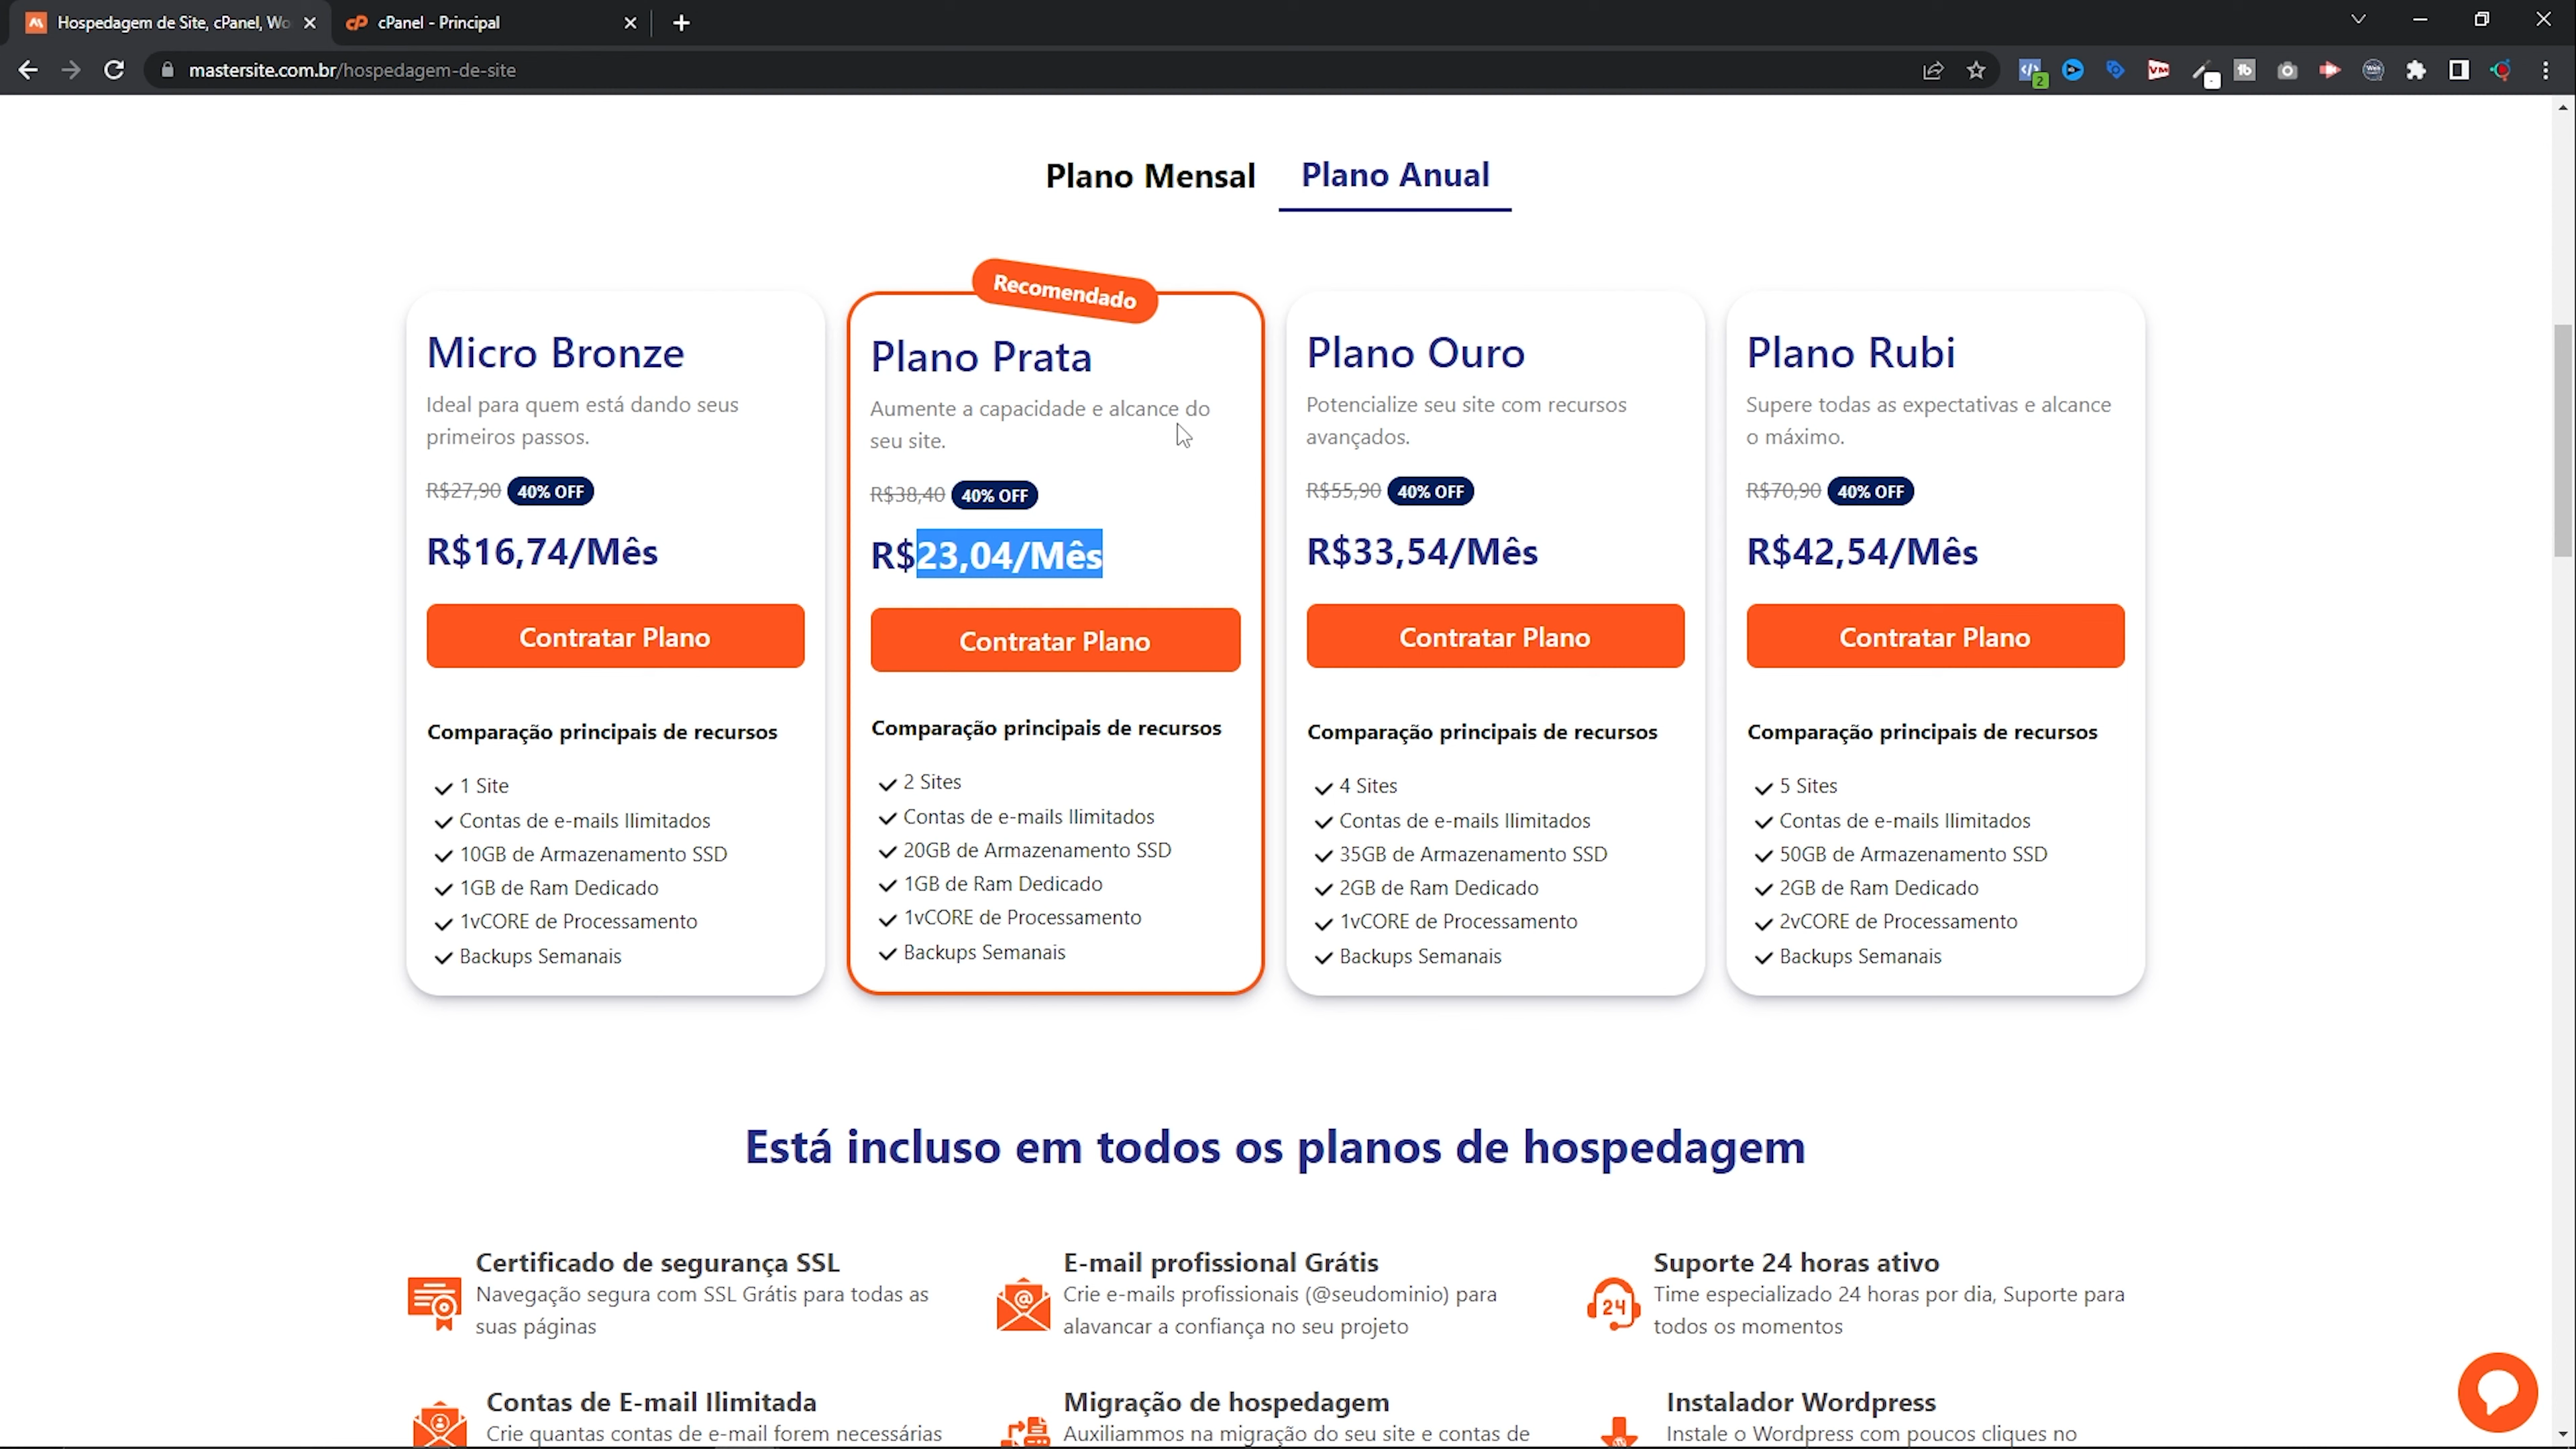 Hospedagem de Site, cPanel, Wo
cPanel - Principal
mastersite.com.br/hospedagem-de-site
Plano Mensal
Plano Anual
Micro Bronze
Ideal para quem está dando seus
primeiros passos.
R$27,90 40% OFF
R$16,74/Mês
Contratar Plano
Comparação principais de recursos
1 Site
Contas de e-mails Ilimitados
10GB de Armazenamento SSD
1GB de Ram Dedicado
1vCORE de Processamento
Backups Semanais
Recomendado
Plano Prata
Aumente a capacidade e alcance do
seu site.
R$38,40 40% OFF
R$23,04/Mês
Contratar Plano
Comparação principais de recursos
2 Sites
Contas de e-mails Ilimitados
20GB de Armazenamento SSD
1GB de Ram Dedicado
1vCORE de Processamento
Backups Semanais
Plano Ouro
Potencialize seu site com recursos
avançados.
R$55,90 40% OFF
R$33,54/Mês
Contratar Plano
Comparação principais de recursos
4 Sites
Contas de e-mails Ilimitados
35GB de Armazenamento SSD
2GB de Ram Dedicado
1vCORE de Processamento
Backups Semanais
Plano Rubi
Supere todas as expectativas e alcance
o máximo.
R$70,90 40% OFF
R$42,54/Mês
Contratar Plano
Comparação principais de recursos
5 Sites
Contas de e-mails Ilimitados
50GB de Armazenamento SSD
2GB de Ram Dedicado
2vCORE de Processamento
Backups Semanais
Está incluso em todos os planos de hospedagem
Certificado de segurança SSL
Navegação segura com SSL Grátis para todas as
suas páginas
E-mail profissional Grátis
Crie e-mails profissionais (@seudominio) para
alavancar a confiança no seu projeto
24
Suporte 24 horas ativo
Time especializado 24 horas por dia, Suporte para
todos os momentos
Contas de E-mail Ilimitada
Crie quantas contas de e-mail forem necessárias
Migração de hospedagem
Auxiliammos na migração do seu site e contas de
Instalador Wordpress
Instale o Wordpress com poucos cliques no